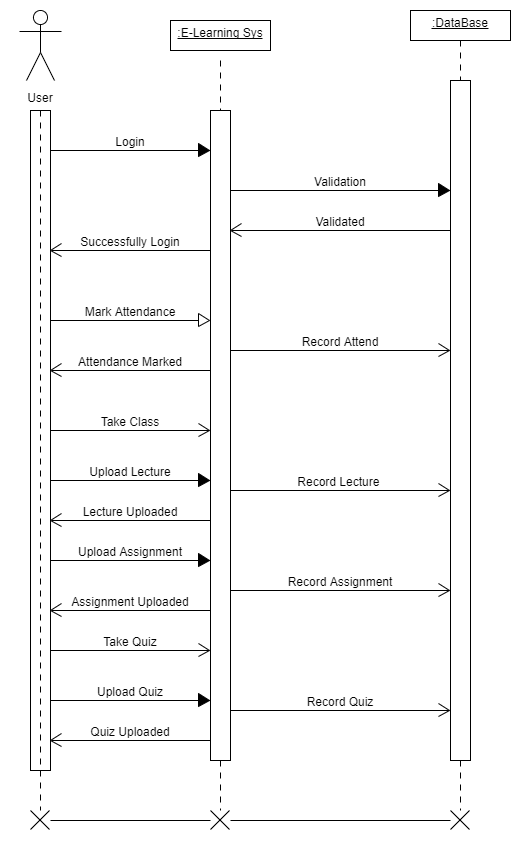 :E-Learning Sys
:DataBase
User
Login
Validation
Validated
Successfully Login
Mark Attendance
Record Attend
Attendance Marked
Take Class
Upload Lecture
Record Lecture
Lecture Uploaded
Upload Assignment
Record Assignment
Assignment Uploaded
Take Quiz
Upload Quiz
Record Quiz
Quiz Uploaded